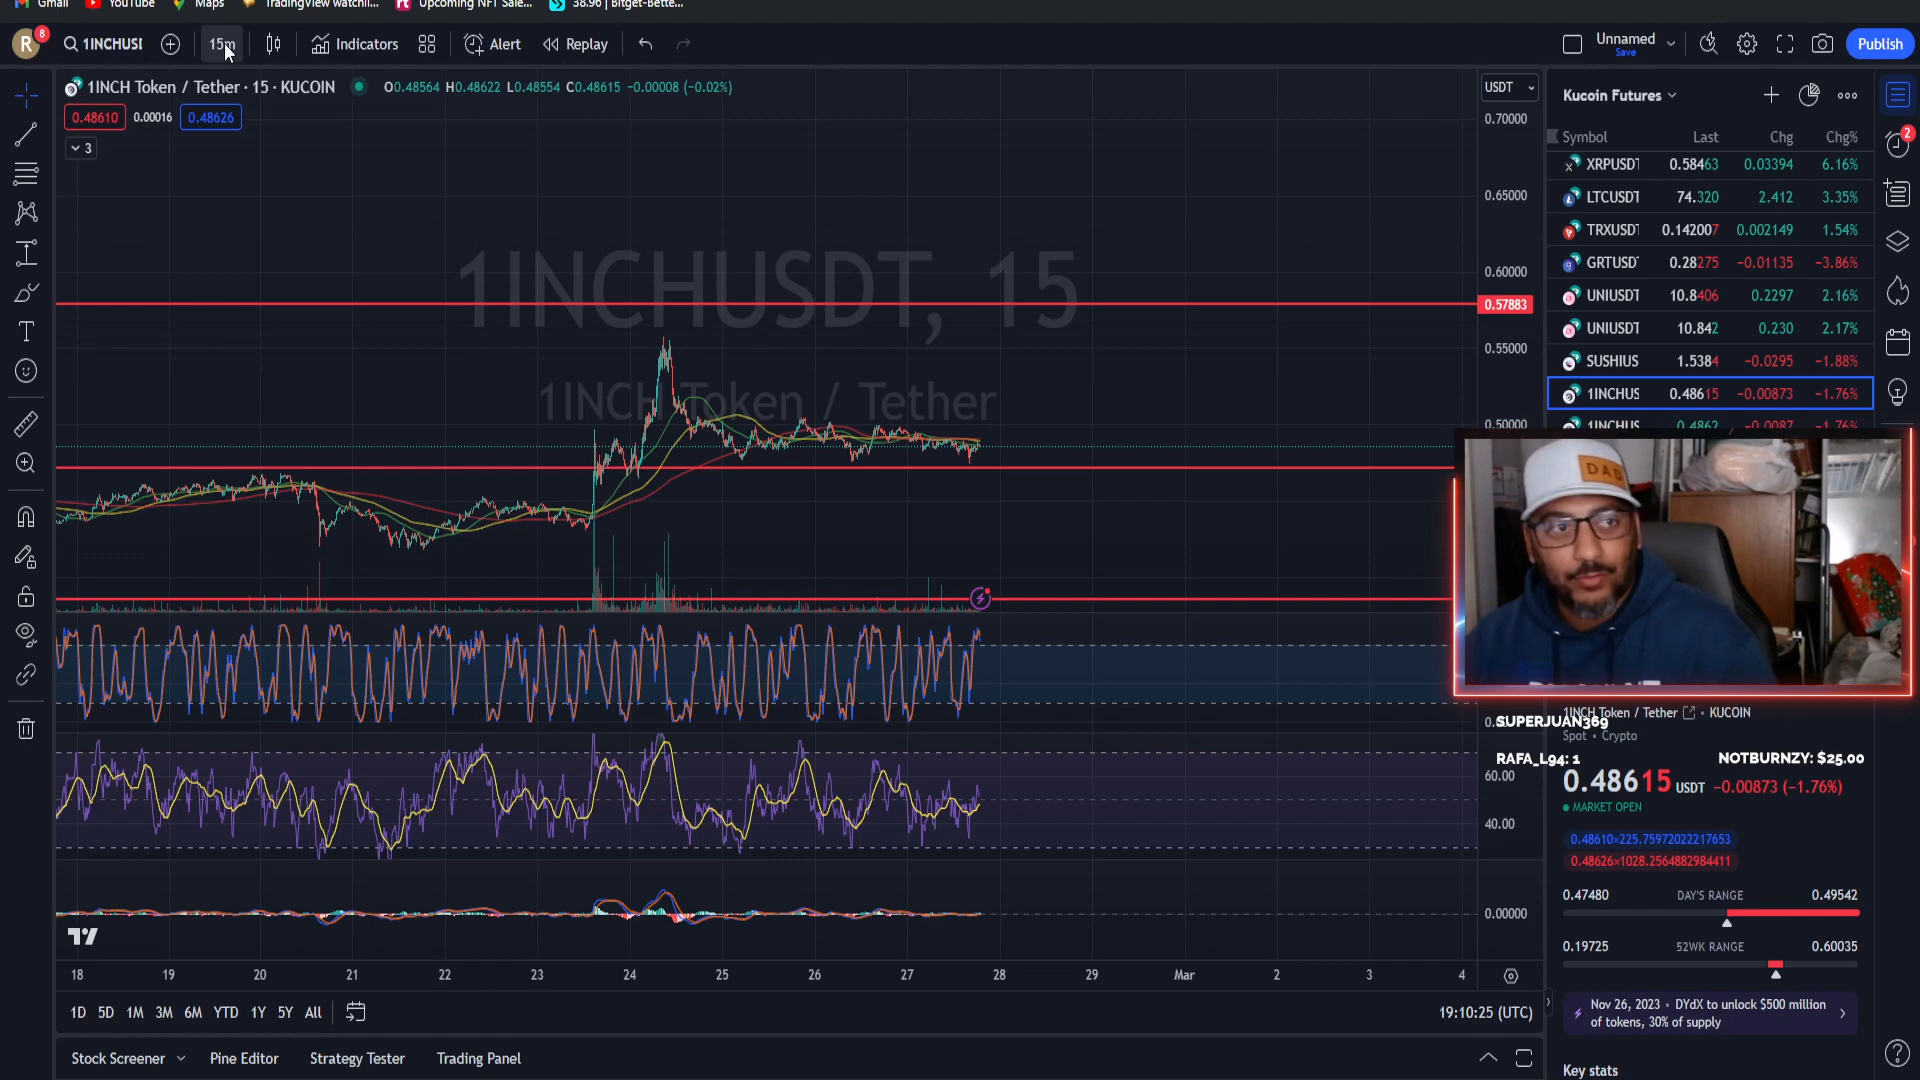 Gmail YouTube Maps TradingView watchli... Upcoming NFT Sale... 38.96 | Bitget-Bette...
R 8 1INCHUSI 15m Indicators Alert Replay Unnamed Save Publish
1INCH Token / Tether · 15 · KUCOIN O0.48564 H0.48622 L0.48554 C0.48615 −0.00008 (−0.02%)
0.48610 0.00016 0.48626
3
1INCHUSDT, 15
1INCH Token / Tether
USDT
0.70000
0.65000
0.60000
0.57883
0.55000
0.50000
60.00
40.00
0.00000
18 19 20 21 22 23 24 25 26 27 28 29 Mar 2 3 4
1D 5D 1M 3M 6M YTD 1Y 5Y All 19:10:25 (UTC)
Stock Screener Pine Editor Strategy Tester Trading Panel
Kucoin Futures
2
Symbol Last Chg Chg%
XRPUSDT 0.58463 0.03394 6.16%
LTCUSDT 74.320 2.412 3.35%
TRXUSDT 0.142007 0.002149 1.54%
GRTUSD 0.28275 −0.01135 −3.86%
UNIUSDT 10.8406 0.2297 2.16%
UNIUSDT 10.842 0.230 2.17%
SUSHIUS 1.5384 −0.0295 −1.88%
1INCHUS 0.48615 −0.00873 −1.76%
1INCHUS 0.4862 −0.0087 −1.76%
DAD
1INCH Token / Tether • KUCOIN
SUPERJUAN369
Spot • Crypto
RAFA_L94: 1 NOTBURNZY: $25.00
0.48615 USDT −0.00873 (−1.76%)
MARKET OPEN
0.48610×225.75972022217653
0.48626×1028.2564882984411
0.47480 DAY'S RANGE 0.49542
0.19725 52WK RANGE 0.60035
Nov 26, 2023 • DYdX to unlock $500 million
of tokens, 30% of supply
Key stats